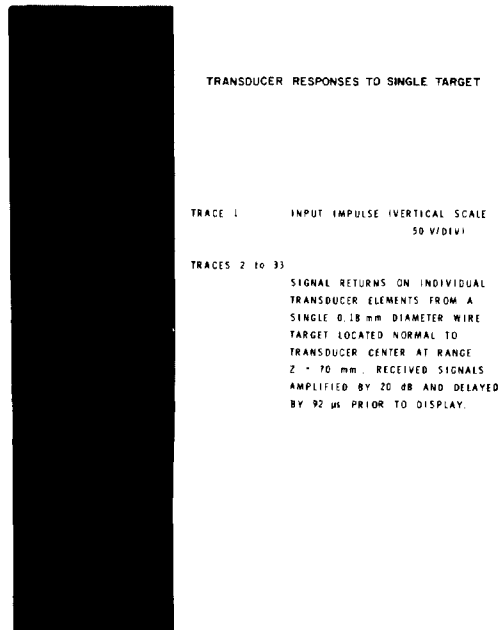 TRANSDUCER RESPONSES TO SINGLE TARGET
TRACE 1 INPUT IMPULSE (VERTICAL SCALE
50 V/DIV)
TRACES 2 to 33
SIGNAL RETURNS ON INDIVIDUAL
TRANSDUCER ELEMENTS FROM A
SINGLE 0.18 mm DIAMETER WIRE
TARGET LOCATED NORMAL TO
TRANSDUCER CENTER AT RANGE
Z = 70 mm. RECEIVED SIGNALS
AMPLIFIED BY 20 dB AND DELAYED
BY 92 µs PRIOR TO DISPLAY.